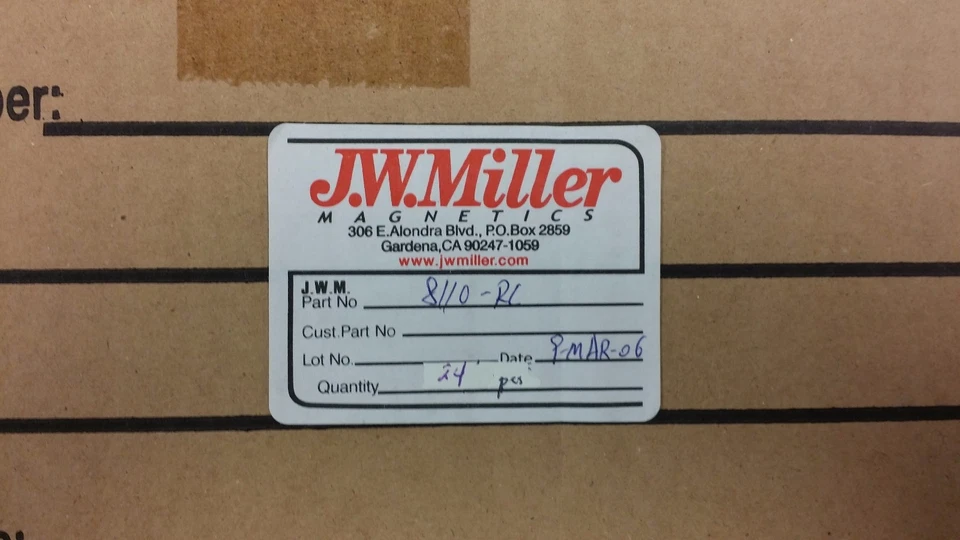 er:
J.W.Miller
MAGNETICS
306 E.Alondra Blvd., P.O.Box 2859
Gardena,CA 90247-1059
www.jwmiller.com
J.W.M.
Part No 8110-RC
Cust.Part No
Lot No. Date 9-MAR-06
Quantity 24 pcs